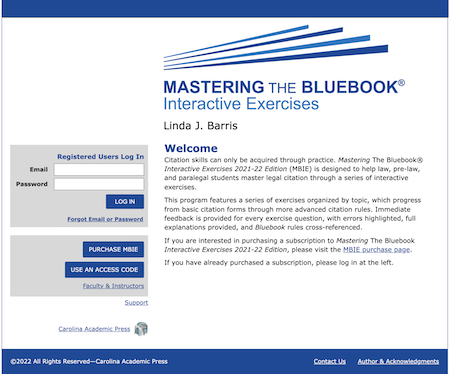 MASTERING THE BLUEBOOK®
Interactive Exercises
Linda J. Barris
Registered Users Log In
Email
Password
LOG IN
Forgot Email or Password
PURCHASE MBIE
USE AN ACCESS CODE
Faculty & Instructors
Support
Carolina Academic Press
Welcome
Citation skills can only be acquired through practice. Mastering The Bluebook®
Interactive Exercises 2021-22 Edition (MBIE) is designed to help law, pre-law,
and paralegal students master legal citation through a series of interactive
exercises.
This program features a series of exercises organized by topic, which progress
from basic citation forms through more advanced citation rules. Immediate
feedback is provided for every exercise question, with errors highlighted, full
explanations provided, and Bluebook rules cross-referenced.
If you are interested in purchasing a subscription to Mastering The Bluebook
Interactive Exercises 2021-22 Edition, please visit the MBIE purchase page.
If you have already purchased a subscription, please log in at the left.
©2022 All Rights Reserved—Carolina Academic Press
Contact Us
Author & Acknowledgments